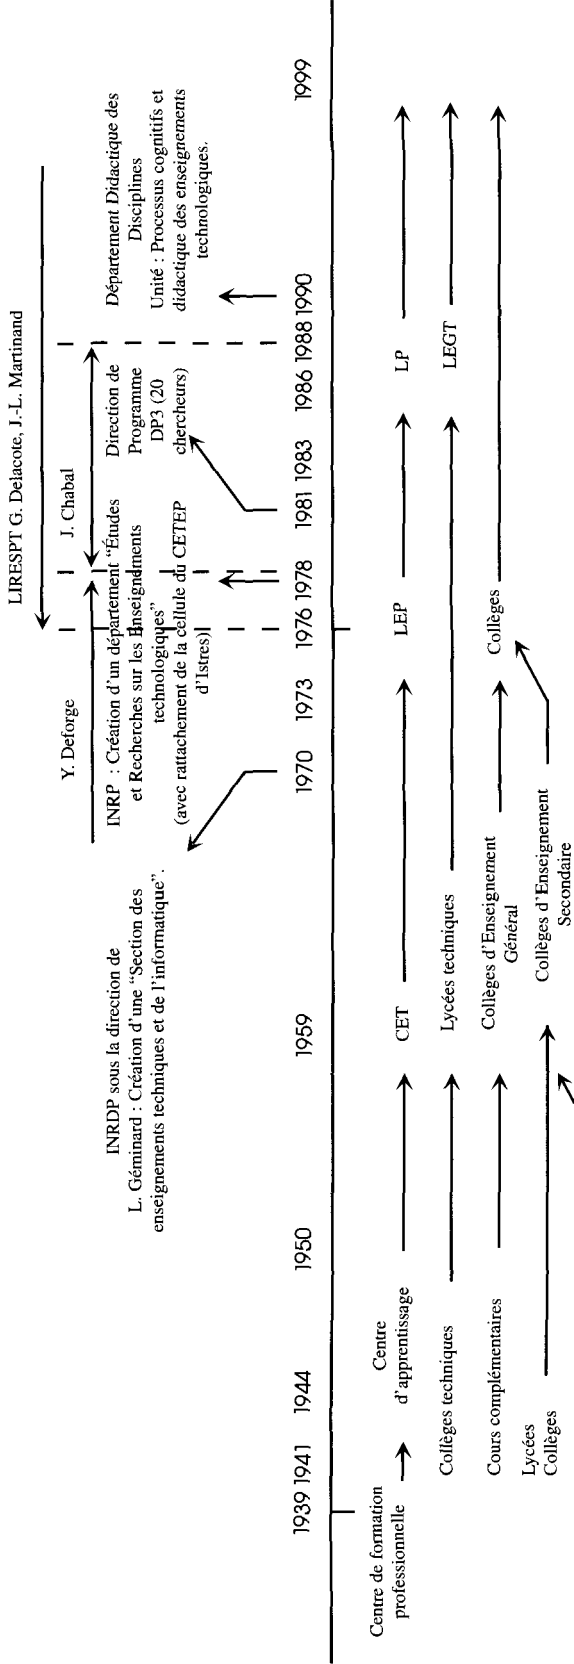 LIRESPT G. Delacote, J.-L. Martinand
Y. Deforge
J. Chabal
INRDP sous la direction de
L. Géminard : Création d'une "Section des
enseignements techniques et de l'informatique".
INRP : Création d'un département "Études
et Recherches sur les Enseignements
technologiques"
(avec rattachement de la cellule du CETEP
d'Istres)
Direction de
Programme
DP3 (20
chercheurs)
Département Didactique des
Disciplines
Unité : Processus cognitifs et
didactique des enseignements
technologiques.
1939 1941 1944 1950 1959 1970 1973 1976 1978 1981 1983 1986 1988 1990 1999
Centre de formation
professionnelle
Centre
d'apprentissage
CET
LEP
LP
Collèges techniques
Lycées techniques
LEGT
Cours complémentaires
Collèges d'Enseignement
Général
Collèges
Lycées
Collèges
Collèges d'Enseignement
Secondaire